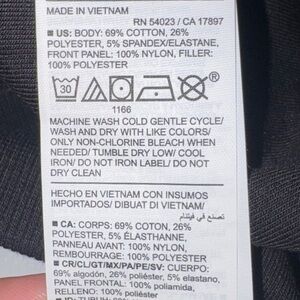 MADE IN VIETNAM
RN 54023 / CA 17897
■ US: BODY: 69% COTTON, 26%
POLYESTER, 5% SPANDEX/ELASTANE,
FRONT PANEL: 100% NYLON, FILLER:
100% POLYESTER
30
®
1166
MACHINE WASH COLD GENTLE CYCLE/
WASH AND DRY WITH LIKE COLORS/
ONLY NON-CHLORINE BLEACH WHEN
NEEDED/ TUMBLE DRY LOW/ COOL
IRON/ DO NOT IRON LABEL/ DO NOT
DRY CLEAN
HECHO EN VIETNAM CON INSUMOS
IMPORTADOS/ DIBUAT DI VIETNAM/
تصنع في فيتنام
■ CA: CORPS: 69% COTON, 26%
POLYESTER, 5% ÉLASTHANNE,
PANNEAU AVANT: 100% NYLON,
REMBOURRAGE: 100% POLYESTER
■ CR/CL/GT/MX/PA/PE/SV: CUERPO:
69% algodón, 26% poliéster, 5% elastano,
PANEL FRONTAL: 100% poliamida,
RELLENO: 100% poliéster